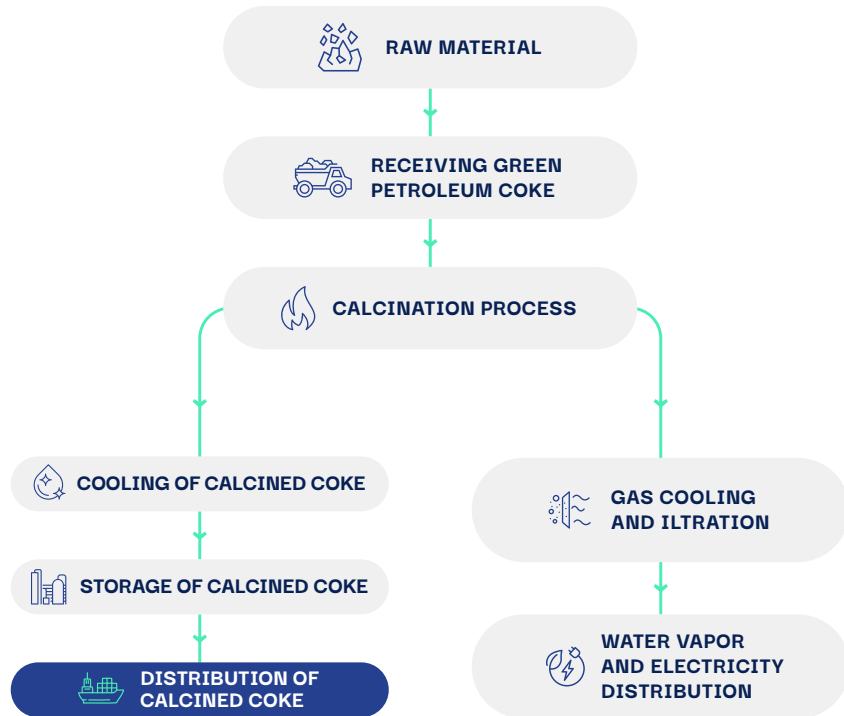 RAW MATERIAL
RECEIVING GREEN
PETROLEUM COKE
CALCINATION PROCESS
COOLING OF CALCINED COKE
STORAGE OF CALCINED COKE
DISTRIBUTION OF
CALCINED COKE
GAS COOLING
AND ILTRATION
WATER VAPOR
AND ELECTRICITY
DISTRIBUTION